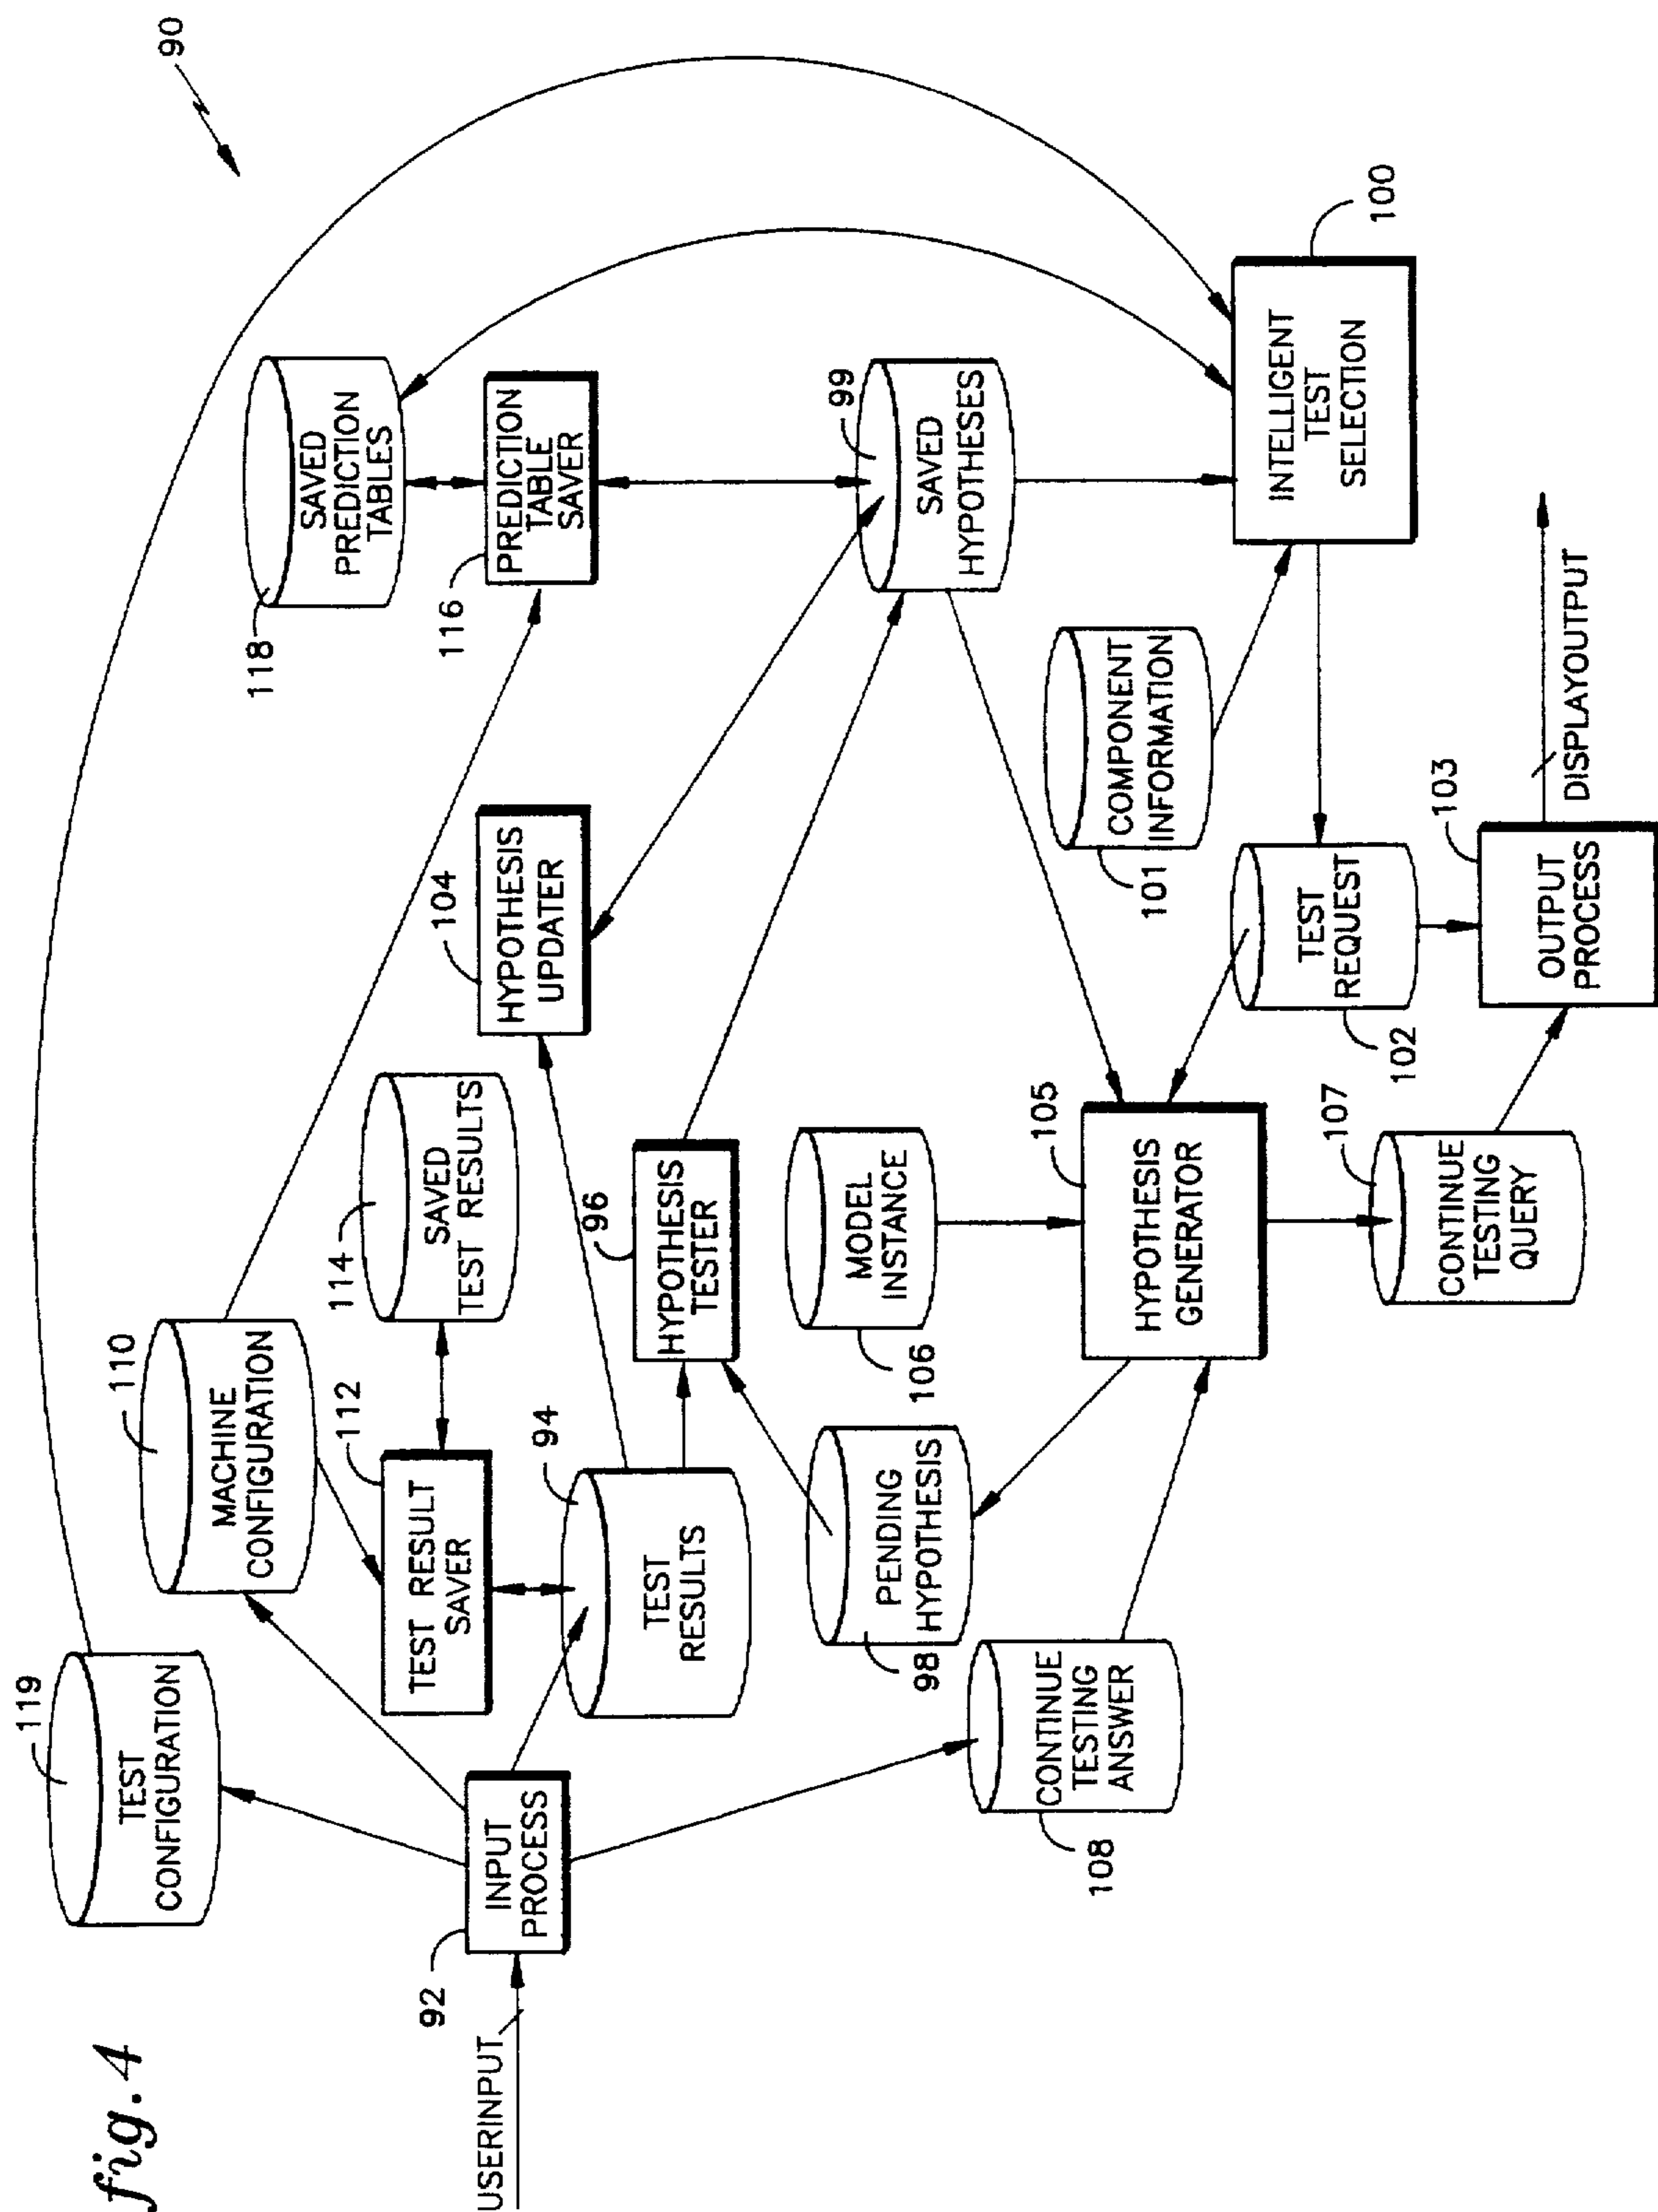 fig.4
90
USERINPUT
92
INPUT
PROCESS
119
TEST
CONFIGURATION
110
MACHINE
CONFIGURATION
112
TEST RESULT
SAVER
114
SAVED
TEST RESULTS
94
TEST
RESULTS
96
HYPOTHESIS
TESTER
104
HYPOTHESIS
UPDATER
118
SAVED
PREDICTION
TABLES
116
PREDICTION
TABLE
SAVER
99
SAVED
HYPOTHESES
98
PENDING
HYPOTHESIS
106
MODEL
INSTANCE
108
CONTINUE
TESTING
ANSWER
105
HYPOTHESIS
GENERATOR
107
CONTINUE
TESTING
QUERY
101
COMPONENT
INFORMATION
100
INTELLIGENT
TEST
SELECTION
102
TEST
REQUEST
103
OUTPUT
PROCESS
DISPLAYOUTPUT